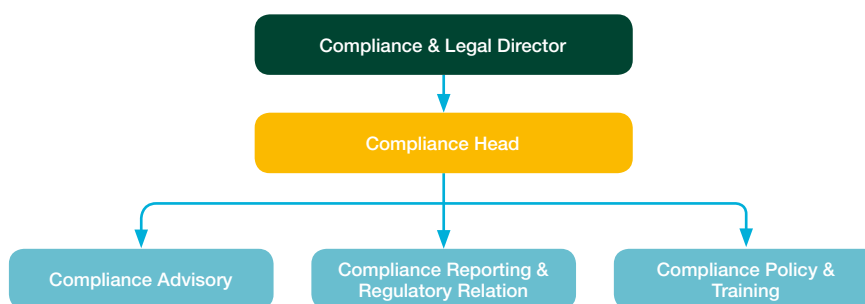 Compliance & Legal Director
Compliance Head
Compliance Advisory
Compliance Reporting &
Regulatory Relation
Compliance Policy &
Training